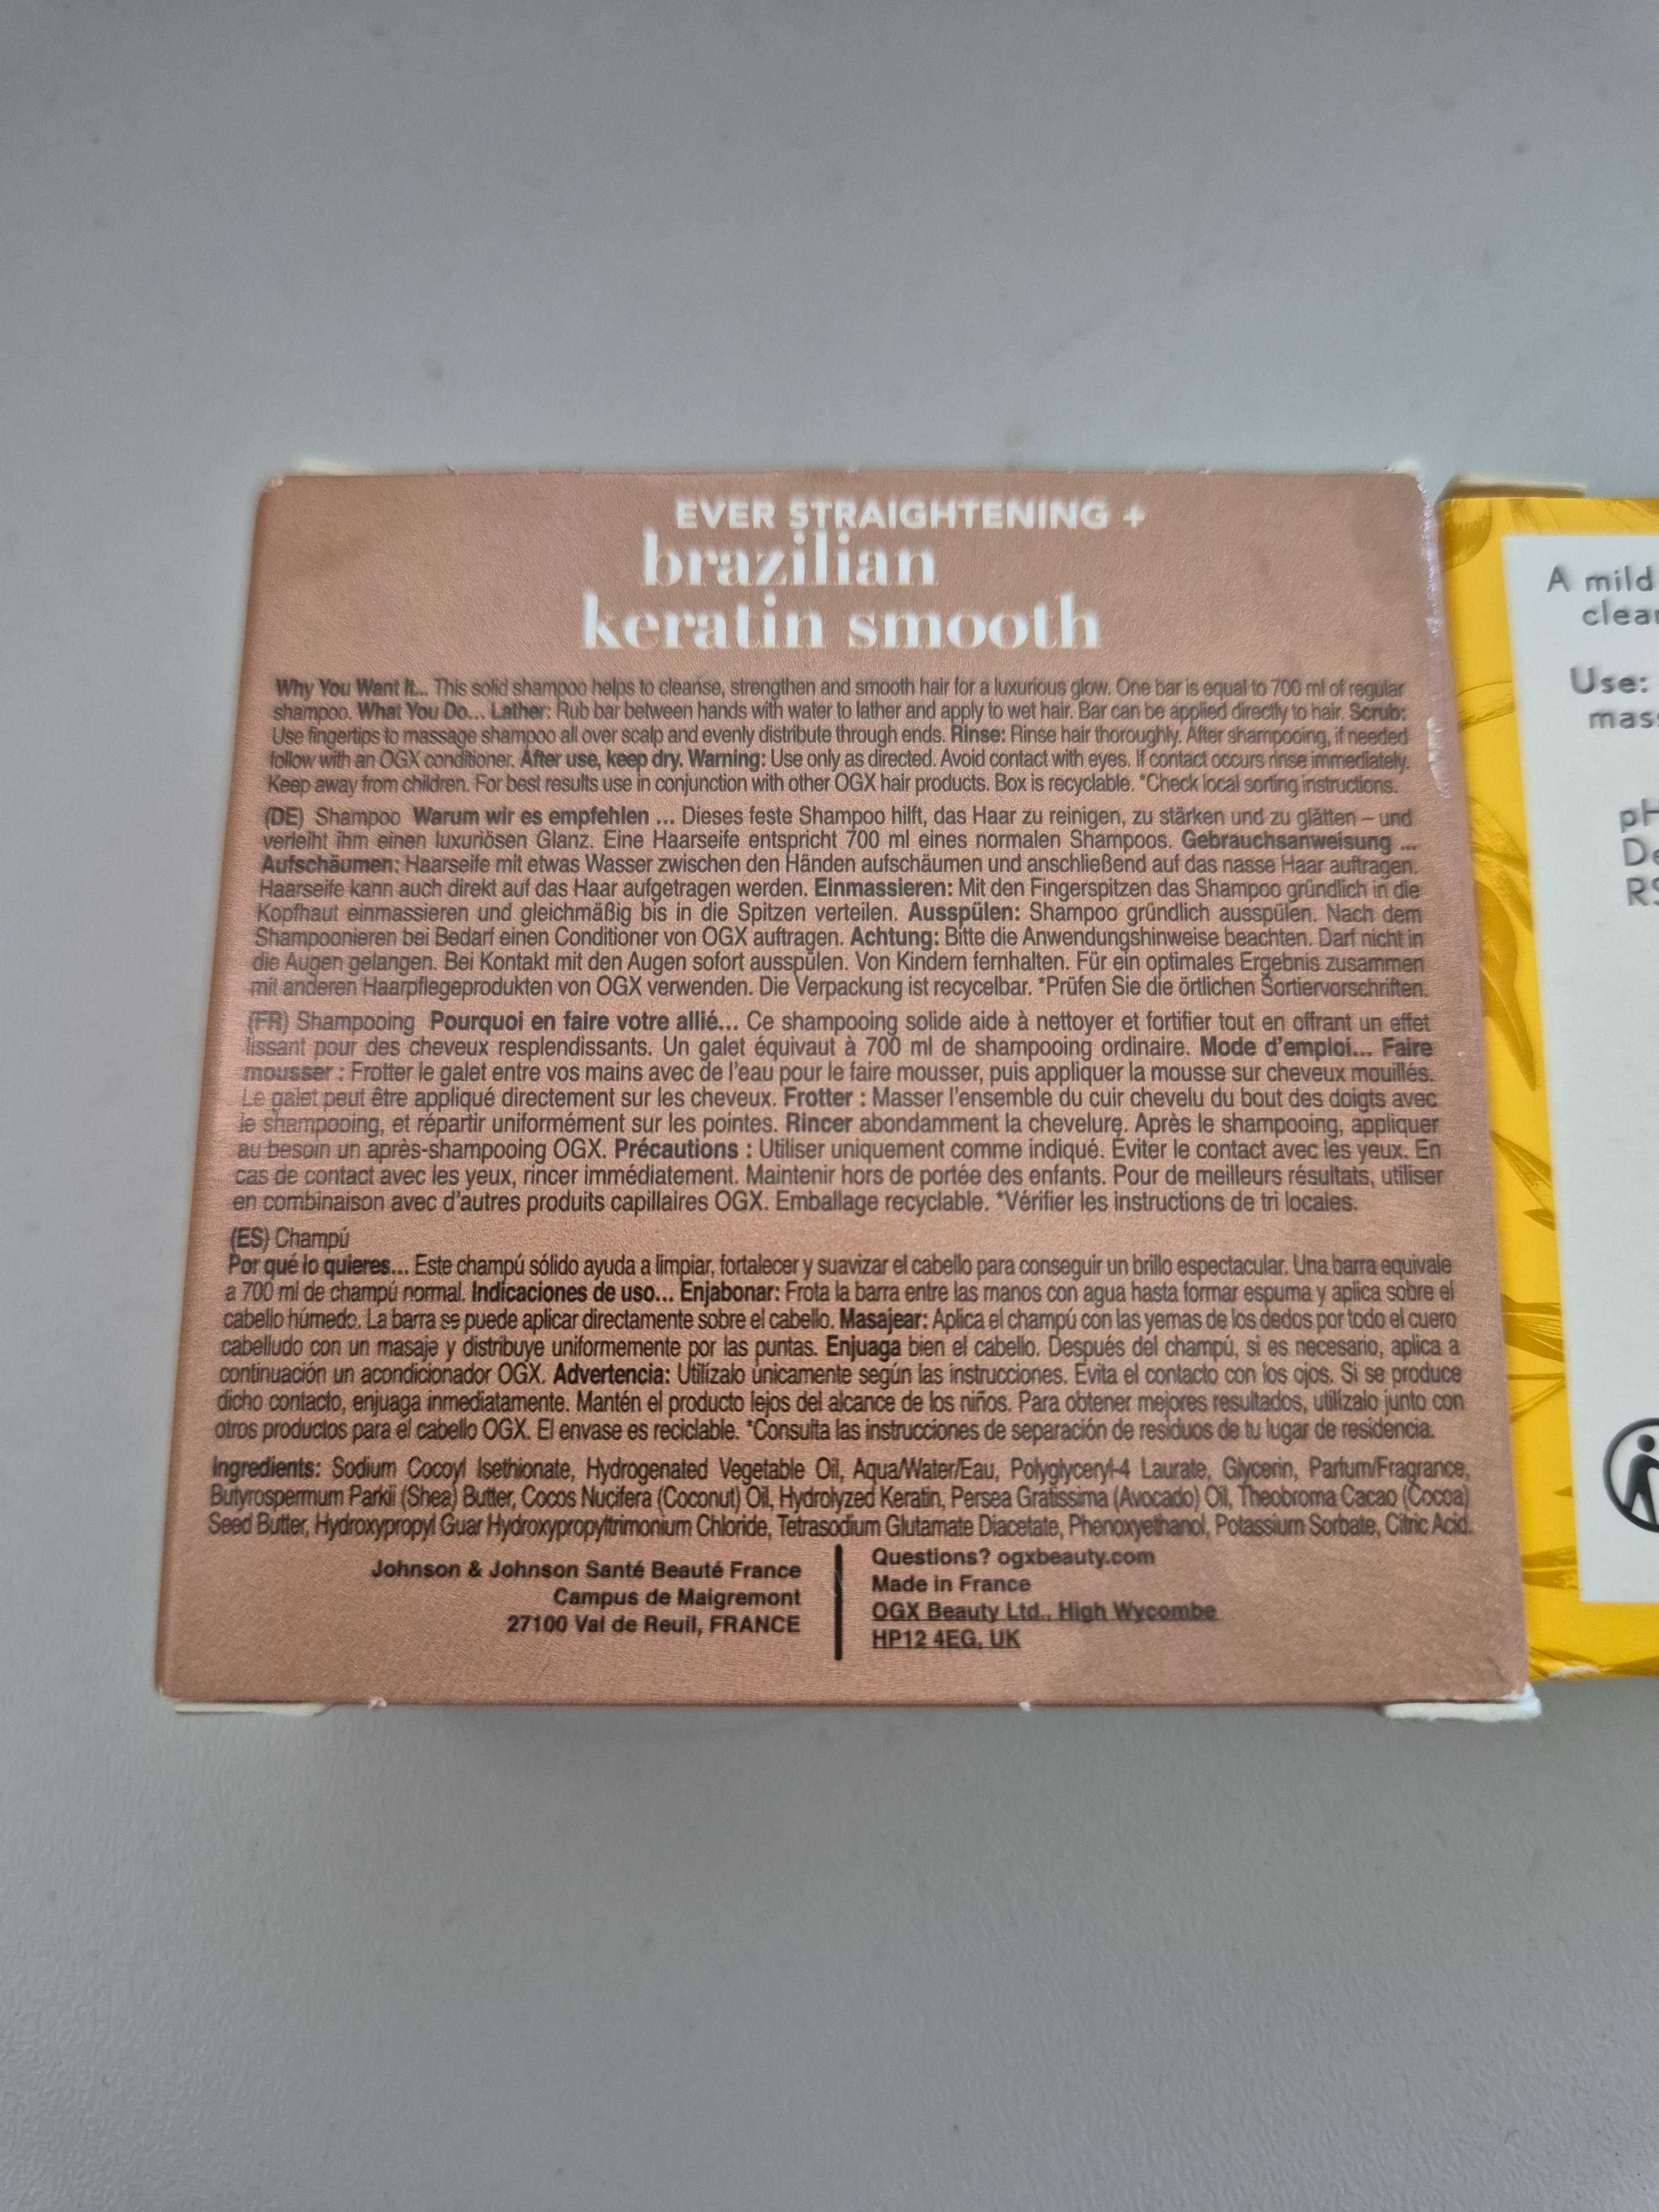 EVER STRAIGHTENING +
brazilian
keratin smooth
Why You Want It... This solid shampoo helps to cleanse, strengthen and smooth hair for a luxurious glow. One bar is equal to 700 ml of regular
shampoo. What You Do... Lather: Rub bar between hands with water to lather and apply to wet hair. Bar can be applied directly to hair. Scrub:
Use fingertips to massage shampoo all over scalp and evenly distribute through ends. Rinse: Rinse hair thoroughly. After shampooing, if needed
follow with an OGX conditioner. After use, keep dry. Warning: Use only as directed. Avoid contact with eyes. If contact occurs rinse immediately.
Keep away from children. For best results use in conjunction with other OGX hair products. Box is recyclable. *Check local sorting instructions.
(DE) Shampoo Warum wir es empfehlen ... Dieses feste Shampoo hilft, das Haar zu reinigen, zu stärken und zu glätten – und
verleiht ihm einen luxuriösen Glanz. Eine Haarseife entspricht 700 ml eines normalen Shampoos. Gebrauchsanweisung ...
Aufschäumen: Haarseife mit etwas Wasser zwischen den Händen aufschäumen und anschließend auf das nasse Haar auftragen.
Haarseife kann auch direkt auf das Haar aufgetragen werden. Einmassieren: Mit den Fingerspitzen das Shampoo gründlich in die
Kopfhaut einmassieren und gleichmäßig bis in die Spitzen verteilen. Ausspülen: Shampoo gründlich ausspülen. Nach dem
Shampoonieren bei Bedarf einen Conditioner von OGX auftragen. Achtung: Bitte die Anwendungshinweise beachten. Darf nicht in
die Augen gelangen. Bei Kontakt mit den Augen sofort ausspülen. Von Kindern fernhalten. Für ein optimales Ergebnis zusammen
mit anderen Haarpflegeprodukten von OGX verwenden. Die Verpackung ist recycelbar. *Prüfen Sie die örtlichen Sortiervorschriften.
(FR) Shampooing Pourquoi en faire votre allié... Ce shampooing solide aide à nettoyer et fortifier tout en offrant un effet
lissant pour des cheveux resplendissants. Un galet équivaut à 700 ml de shampooing ordinaire. Mode d'emploi... Faire
mousser : Frotter le galet entre vos mains avec de l'eau pour le faire mousser, puis appliquer la mousse sur cheveux mouillés.
Le galet peut être appliqué directement sur les cheveux. Frotter : Masser l'ensemble du cuir chevelu du bout des doigts avec
le shampooing, et répartir uniformément sur les pointes. Rincer abondamment la chevelure. Après le shampooing, appliquer
au besoin un après-shampooing OGX. Précautions : Utiliser uniquement comme indiqué. Éviter le contact avec les yeux. En
cas de contact avec les yeux, rincer immédiatement. Maintenir hors de portée des enfants. Pour de meilleurs résultats, utiliser
en combinaison avec d'autres produits capillaires OGX. Emballage recyclable. *Vérifier les instructions de tri locales.
(ES) Champú
Por qué lo quieres... Este champú sólido ayuda a limpiar, fortalecer y suavizar el cabello para conseguir un brillo espectacular. Una barra equivale
a 700 ml de champú normal. Indicaciones de uso... Enjabonar: Frota la barra entre las manos con agua hasta formar espuma y aplica sobre el
cabello húmedo. La barra se puede aplicar directamente sobre el cabello. Masajear: Aplica el champú con las yemas de los dedos por todo el cuero
cabelludo con un masaje y distribuye uniformemente por las puntas. Enjuaga bien el cabello. Después del champú, si es necesario, aplica a
continuación un acondicionador OGX. Advertencia: Utilízalo únicamente según las instrucciones. Evita el contacto con los ojos. Si se produce
dicho contacto, enjuaga inmediatamente. Mantén el producto lejos del alcance de los niños. Para obtener mejores resultados, utilízalo junto con
otros productos para el cabello OGX. El envase es reciclable. *Consulta las instrucciones de separación de residuos de tu lugar de residencia.
Ingredients: Sodium Cocoyl Isethionate, Hydrogenated Vegetable Oil, Aqua/Water/Eau, Polyglyceryl-4 Laurate, Glycerin, Parfum/Fragrance,
Butyrospermum Parkii (Shea) Butter, Cocos Nucifera (Coconut) Oil, Hydrolyzed Keratin, Persea Gratissima (Avocado) Oil, Theobroma Cacao (Cocoa)
Seed Butter, Hydroxypropyl Guar Hydroxypropyltrimonium Chloride, Tetrasodium Glutamate Diacetate, Phenoxyethanol, Potassium Sorbate, Citric Acid.
Johnson & Johnson Santé Beauté France
Campus de Maigremont
27100 Val de Reuil, FRANCE
Questions? ogxbeauty.com
Made in France
OGX Beauty Ltd., High Wycombe
HP12 4EG, UK
A mild
clea
Use:
mas
pH
De
RS